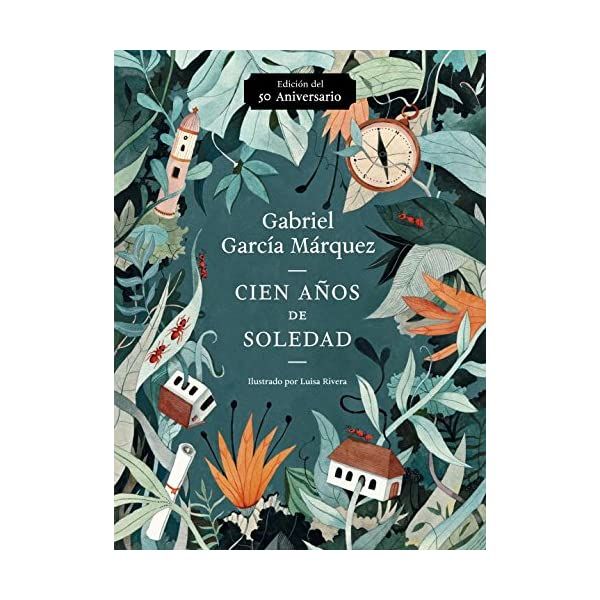 Edición del
50 Aniversario
Gabriel
García Márquez
CIEN AÑOS
DE
SOLEDAD
Ilustrado por Luisa Rivera